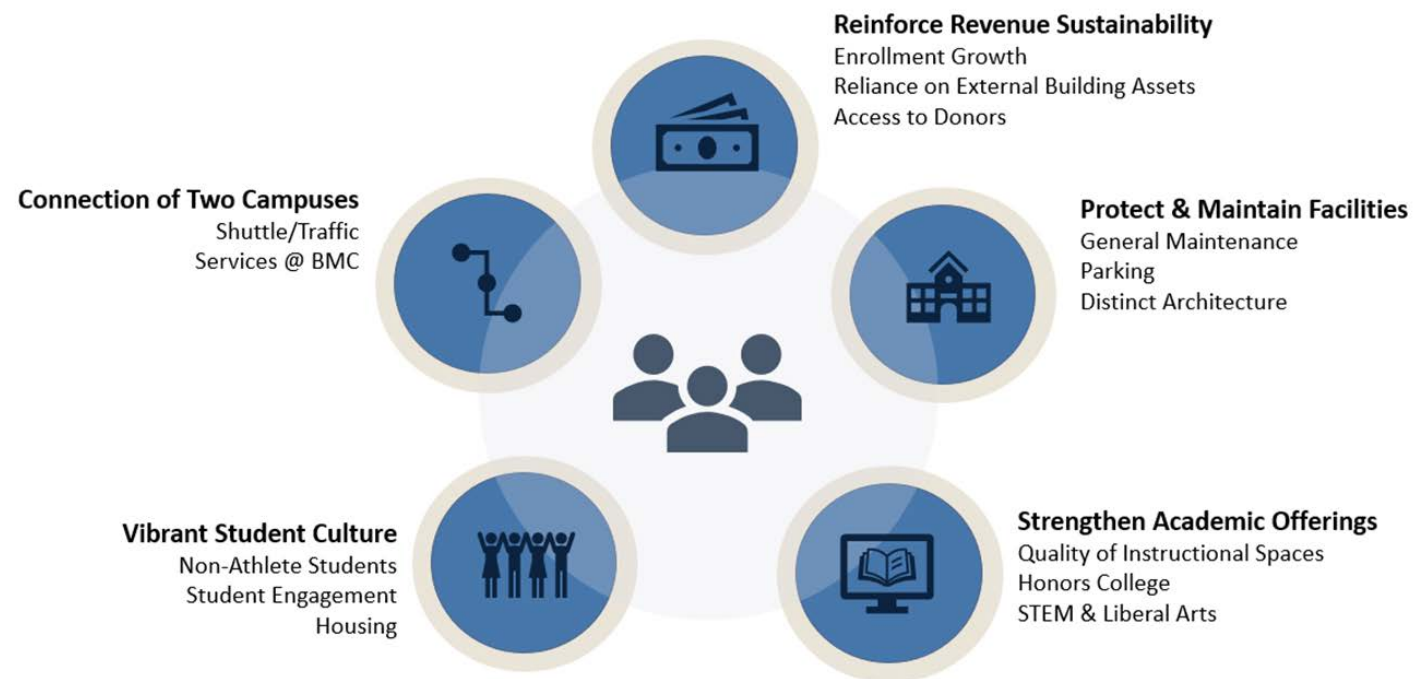 Reinforce Revenue Sustainability
Enrollment Growth
Reliance on External Building Assets
Access to Donors
Connection of Two Campuses
Shuttle/Traffic
Services @ BMC
Protect & Maintain Facilities
General Maintenance
Parking
Distinct Architecture
Vibrant Student Culture
Non-Athlete Students
Student Engagement
Housing
Strengthen Academic Offerings
Quality of Instructional Spaces
Honors College
STEM & Liberal Arts